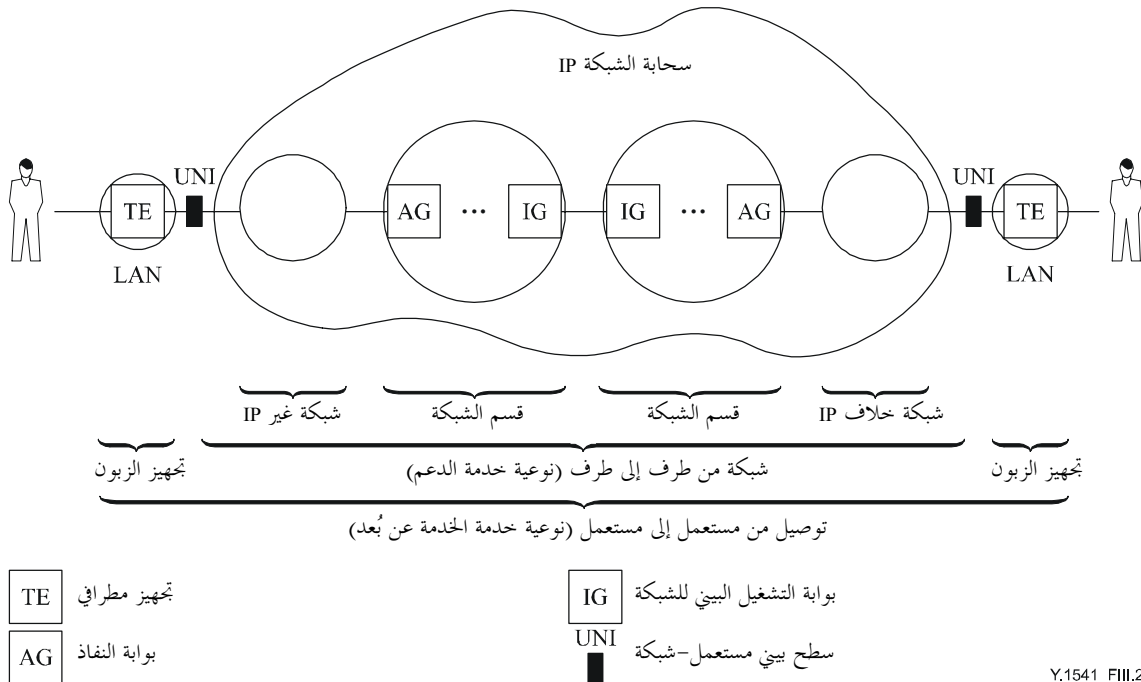 سحابة الشبكة IP
UNI
UNI
TE
AG
...
IG
IG
...
AG
TE
LAN
LAN
شبكة غير IP
قسم الشبكة
قسم الشبكة
شبكة خلاف IP
تجهيز الزبون
شبكة من طرف إلى طرف (نوعية خدمة الدعم)
تجهيز الزبون
توصيل من مستعمل إلى مستعمل (نوعية خدمة الخدمة عن بُعد)
TE
تجهيز مطرافي
IG
بوابة التشغيل البيني للشبكة
AG
بوابة النفاذ
UNI
سطح بيني مستعمل-شبكة
Y.1541_FIII.2